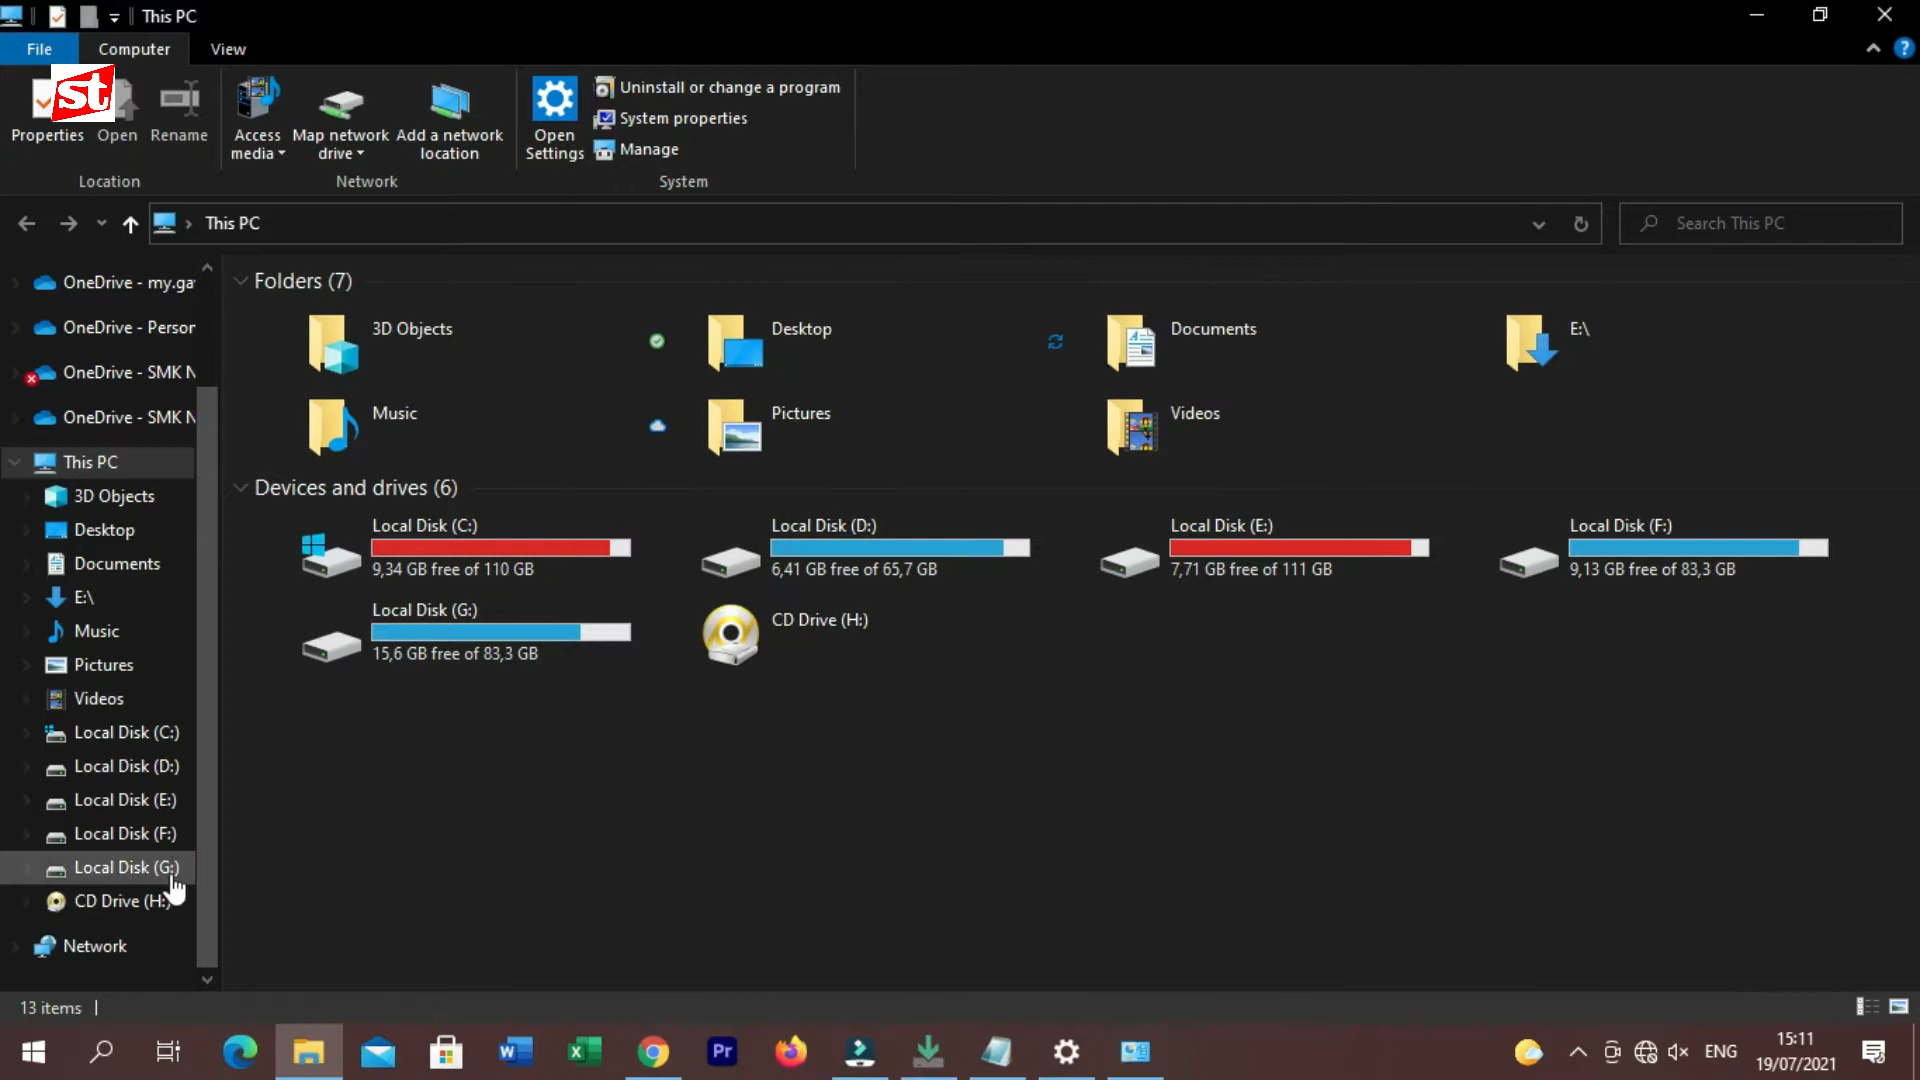 This PC
File
Computer
View
st
Properties
Open
Rename
Access media
Map network drive
Add a network location
Open Settings
Uninstall or change a program
System properties
Manage
Location
Network
System
This PC
Search This PC
OneDrive - my.ga
OneDrive - Person
OneDrive - SMK N
OneDrive - SMK N
This PC
3D Objects
Desktop
Documents
E:\
Music
Pictures
Videos
Local Disk (C:)
Local Disk (D:)
Local Disk (E:)
Local Disk (F:)
Local Disk (G:)
CD Drive (H:)
Network
Folders (7)
3D Objects
Desktop
Documents
E:\
Music
Pictures
Videos
Devices and drives (6)
Local Disk (C:)
9,34 GB free of 110 GB
Local Disk (D:)
6,41 GB free of 65,7 GB
Local Disk (E:)
7,71 GB free of 111 GB
Local Disk (F:)
9,13 GB free of 83,3 GB
Local Disk (G:)
15,6 GB free of 83,3 GB
CD Drive (H:)
13 items
Pr
ENG
15:11
19/07/2021